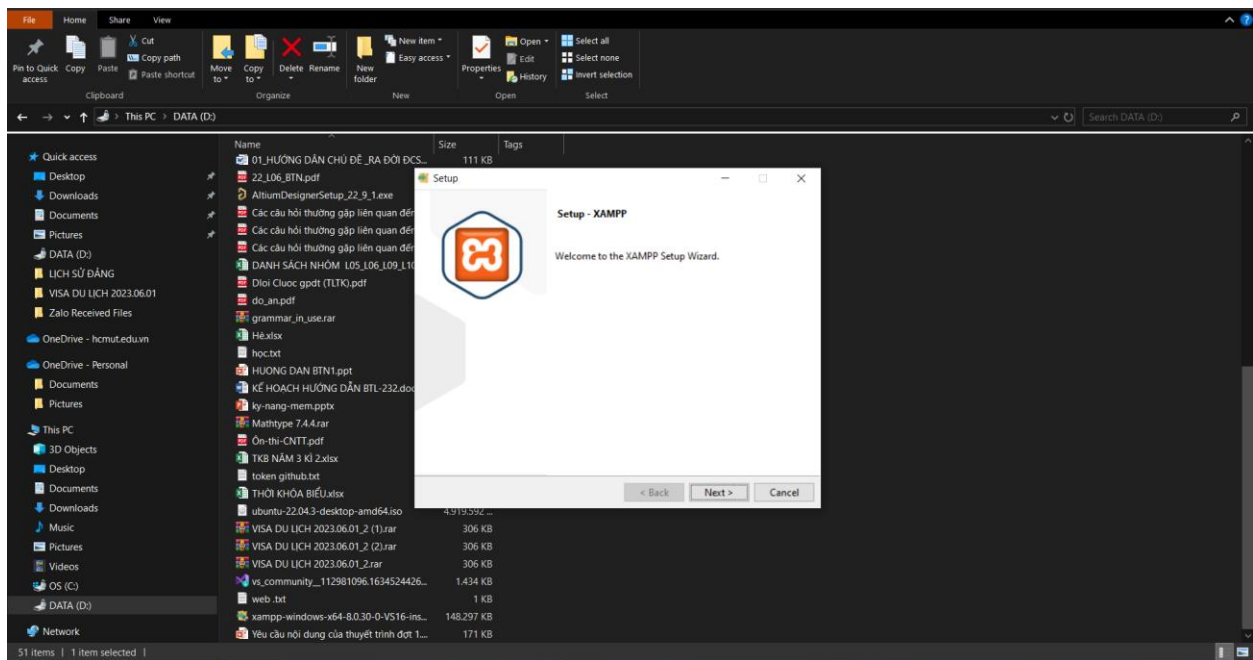 File Home Share View
Pin to Quick access
Copy
Paste
Cut
Copy path
Paste shortcut
Clipboard
Move to
Copy to
Delete
Rename
Organize
New folder
New item
Easy access
New
Properties
Open
Edit
History
Open
Select all
Select none
Invert selection
Select
This PC > DATA (D:)
Search DATA (D:)
Quick access
Desktop
Downloads
Documents
Pictures
DATA (D:)
LỊCH SỬ ĐẢNG
VISA DU LỊCH 2023.06.01
Zalo Received Files
OneDrive - hcmut.edu.vn
OneDrive - Personal
Documents
Pictures
This PC
3D Objects
Desktop
Documents
Downloads
Music
Pictures
Videos
OS (C:)
DATA (D:)
Network
Name Size Tags
01_HƯỚNG DẪN CHỦ ĐỀ _RA ĐỜI ĐCS... 111 KB
22_L06_BTN.pdf
AltiumDesignerSetup_22_9_1.exe
Các câu hỏi thường gặp liên quan đến
Các câu hỏi thường gặp liên quan đến
Các câu hỏi thường gặp liên quan đến
DANH SÁCH NHÓM L05_L06_L09_L10
Dloi Cluoc gpdt (TLTK).pdf
do_an.pdf
grammar_in_use.rar
Hè.xlsx
học.txt
HUONG DAN BTN1.ppt
KẾ HOẠCH HƯỚNG DẪN BTL-232.doc
ky-nang-mem.pptx
Mathtype 7.4.4.rar
Ôn-thi-CNTT.pdf
TKB NĂM 3 KÌ 2.xlsx
token github.txt
THỜI KHÓA BIỂU.xlsx
ubuntu-22.04.3-desktop-amd64.iso 4.919.592 ...
VISA DU LỊCH 2023.06.01_2 (1).rar 306 KB
VISA DU LỊCH 2023.06.01_2 (2).rar 306 KB
VISA DU LỊCH 2023.06.01_2.rar 306 KB
vs_community__112981096.1634524426... 1.434 KB
web .txt 1 KB
xampp-windows-x64-8.0.30-0-VS16-ins... 148.297 KB
Yêu cầu nội dung của thuyết trình đợt 1.... 171 KB
Setup
Setup - XAMPP
Welcome to the XAMPP Setup Wizard.
< Back Next > Cancel
51 items 1 item selected